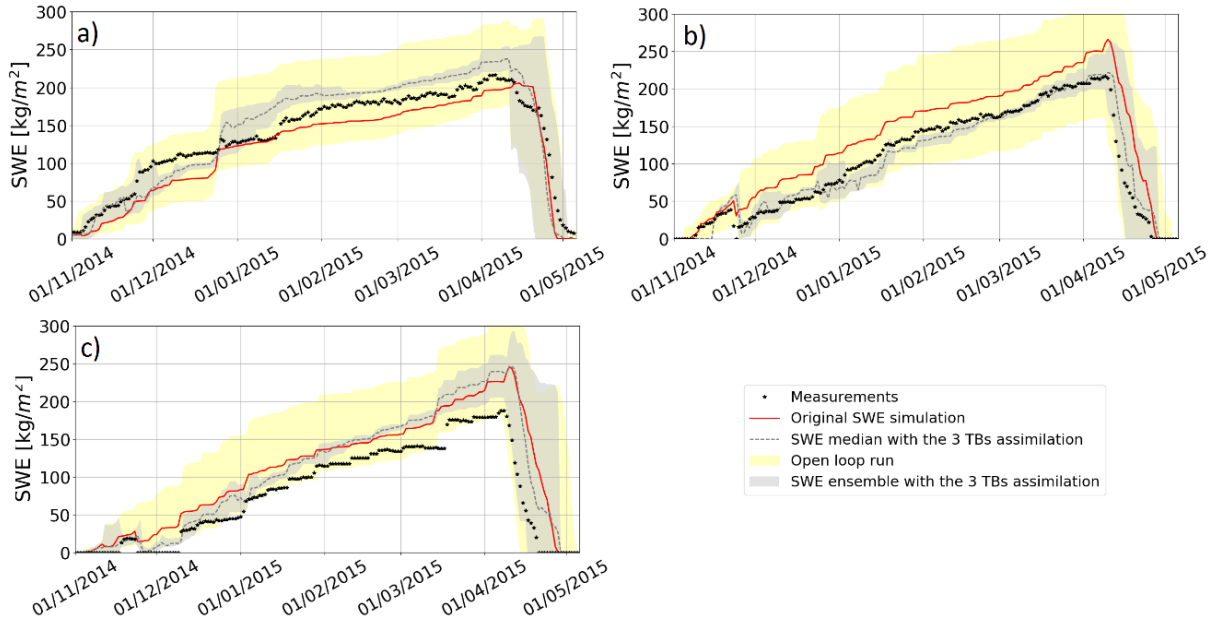 a)
SWE [kg/m²]
300
250
200
150
100
50
0
01/11/2014 01/12/2014 01/01/2015 01/02/2015 01/03/2015 01/04/2015 01/05/2015
b)
SWE [kg/m²]
300
250
200
150
100
50
0
01/11/2014 01/12/2014 01/01/2015 01/02/2015 01/03/2015 01/04/2015 01/05/2015
c)
SWE [kg/m²]
300
250
200
150
100
50
0
01/11/2014 01/12/2014 01/01/2015 01/02/2015 01/03/2015 01/04/2015 01/05/2015
Measurements
Original SWE simulation
SWE median with the 3 TBs assimilation
Open loop run
SWE ensemble with the 3 TBs assimilation